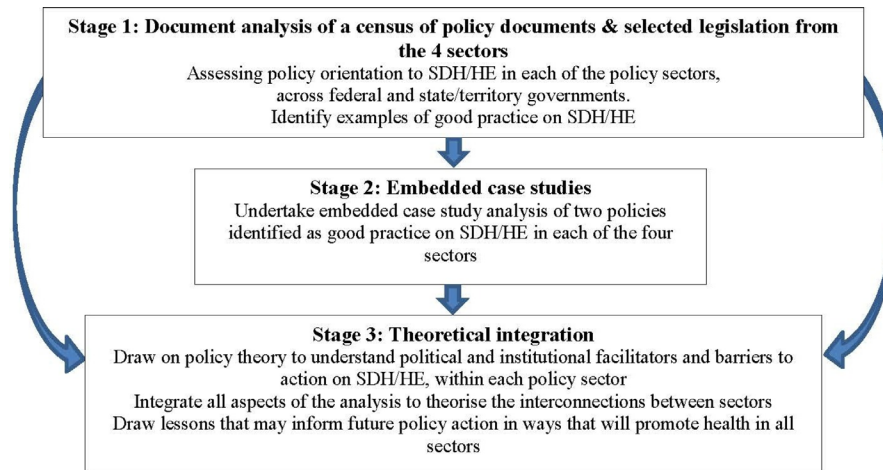 Stage 1: Document analysis of a census of policy documents & selected legislation from
the 4 sectors
Assessing policy orientation to SDH/HE in each of the policy sectors,
across federal and state/territory governments.
Identify examples of good practice on SDH/HE
Stage 2: Embedded case studies
Undertake embedded case study analysis of two policies
identified as good practice on SDH/HE in each of the four
sectors
Stage 3: Theoretical integration
Draw on policy theory to understand political and institutional facilitators and barriers to
action on SDH/HE, within each policy sector
Integrate all aspects of the analysis to theorise the interconnections between sectors
Draw lessons that may inform future policy action in ways that will promote health in all
sectors